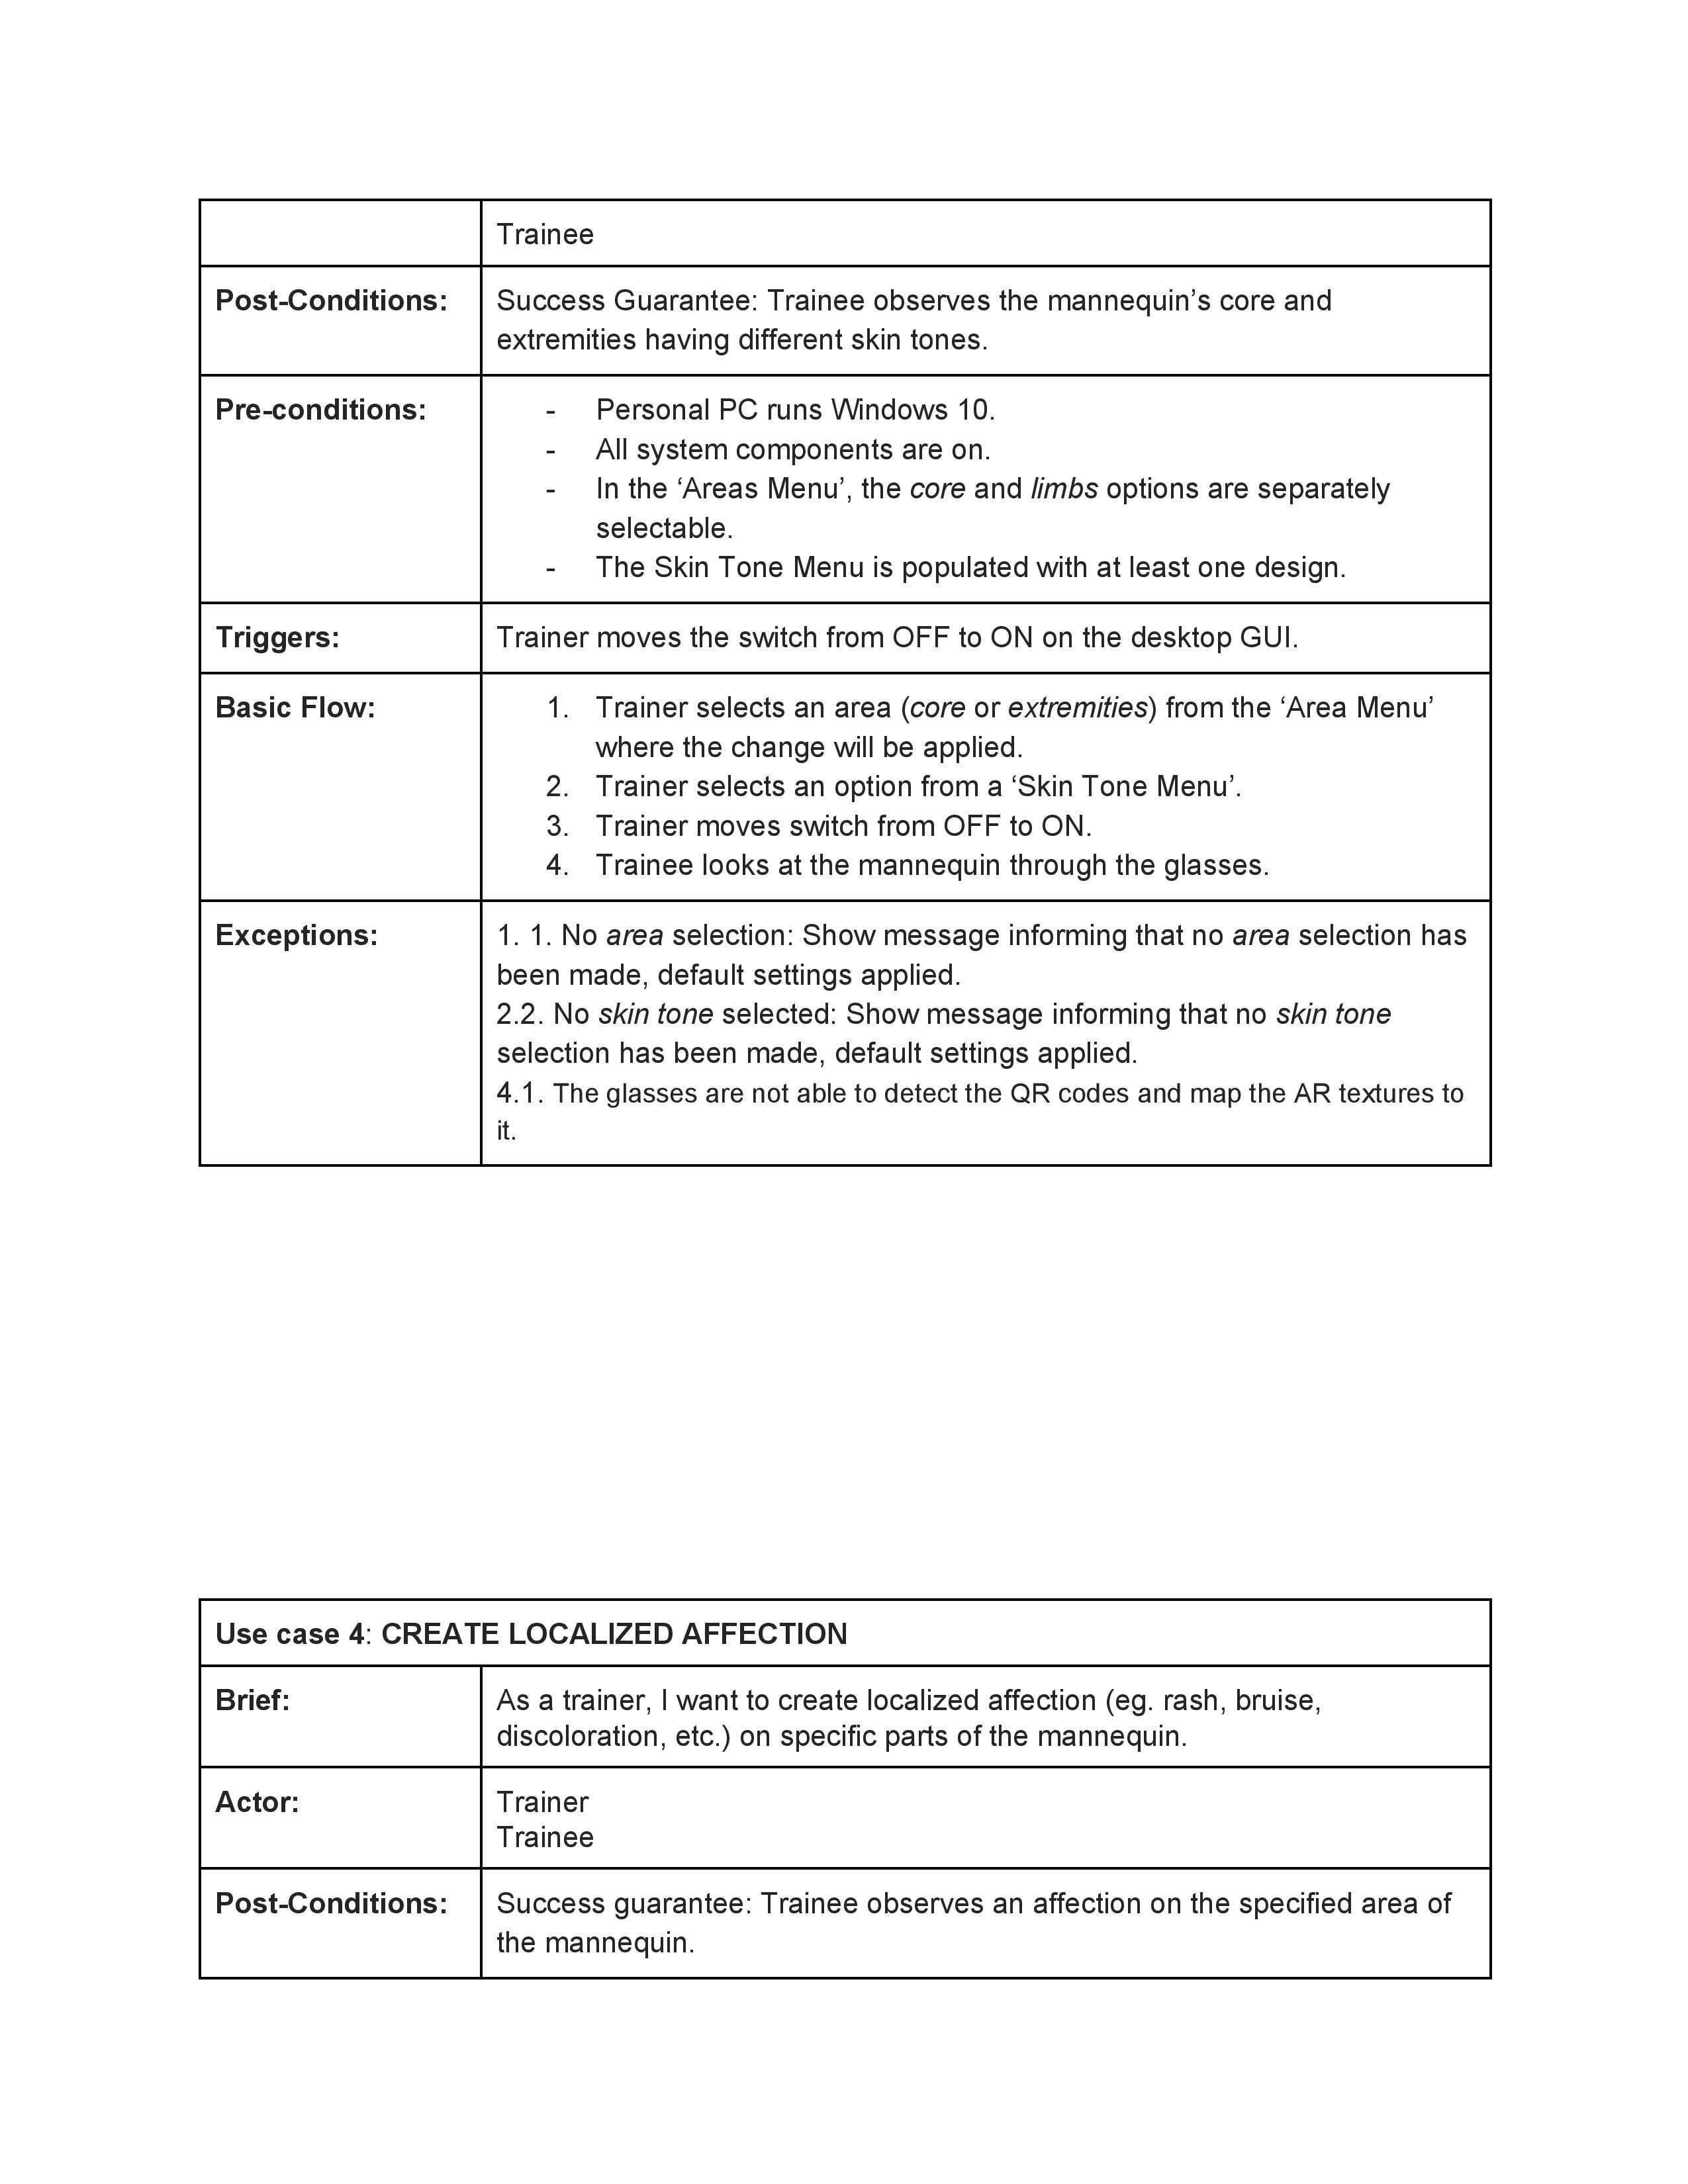 Trainee
Post-Conditions:
Success Guarantee: Trainee observes the mannequin’s core and
extremities having different skin tones.
Pre-conditions:
- Personal PC runs Windows 10.
- All system components are on.
- In the ‘Areas Menu’, the core and limbs options are separately
selectable.
- The Skin Tone Menu is populated with at least one design.
Triggers:
Trainer moves the switch from OFF to ON on the desktop GUI.
Basic Flow:
1. Trainer selects an area (core or extremities) from the ‘Area Menu’
where the change will be applied.
2. Trainer selects an option from a ‘Skin Tone Menu’.
3. Trainer moves switch from OFF to ON.
4. Trainee looks at the mannequin through the glasses.
Exceptions:
1. 1. No area selection: Show message informing that no area selection has
been made, default settings applied.
2.2. No skin tone selected: Show message informing that no skin tone
selection has been made, default settings applied.
4.1. The glasses are not able to detect the QR codes and map the AR textures to
it.
Use case 4: CREATE LOCALIZED AFFECTION
Brief:
As a trainer, I want to create localized affection (eg. rash, bruise,
discoloration, etc.) on specific parts of the mannequin.
Actor:
Trainer
Trainee
Post-Conditions:
Success guarantee: Trainee observes an affection on the specified area of
the mannequin.